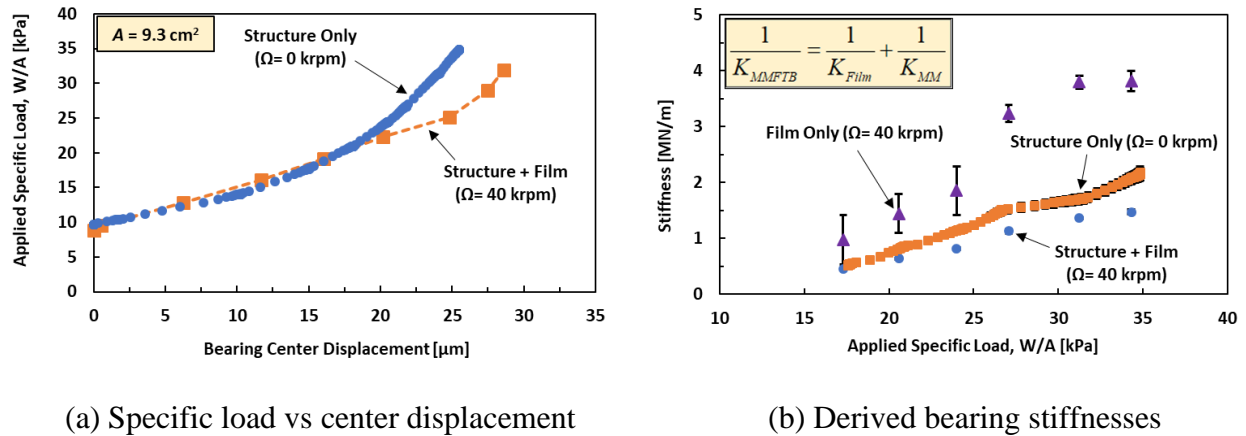 A = 9.3 cm²
Structure Only
(Ω= 0 krpm)
Structure + Film
(Ω= 40 krpm)
Applied Specific Load, W/A [kPa]
40
35
30
25
20
15
10
5
0
0 5 10 15 20 25 30 35
Bearing Center Displacement [µm]
(a) Specific load vs center displacement
1/K_MMFTB = 1/K_Film + 1/K_MM
Film Only (Ω= 40 krpm)
Structure Only (Ω= 0 krpm)
Structure + Film
(Ω= 40 krpm)
Stiffness [MN/m]
5
4
3
2
1
0
10 15 20 25 30 35 40
Applied Specific Load, W/A [kPa]
(b) Derived bearing stiffnesses